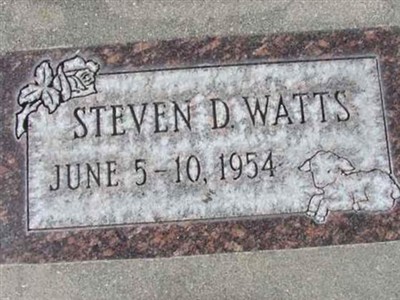 STEVEN D. WATTS
JUNE 5-10, 1954